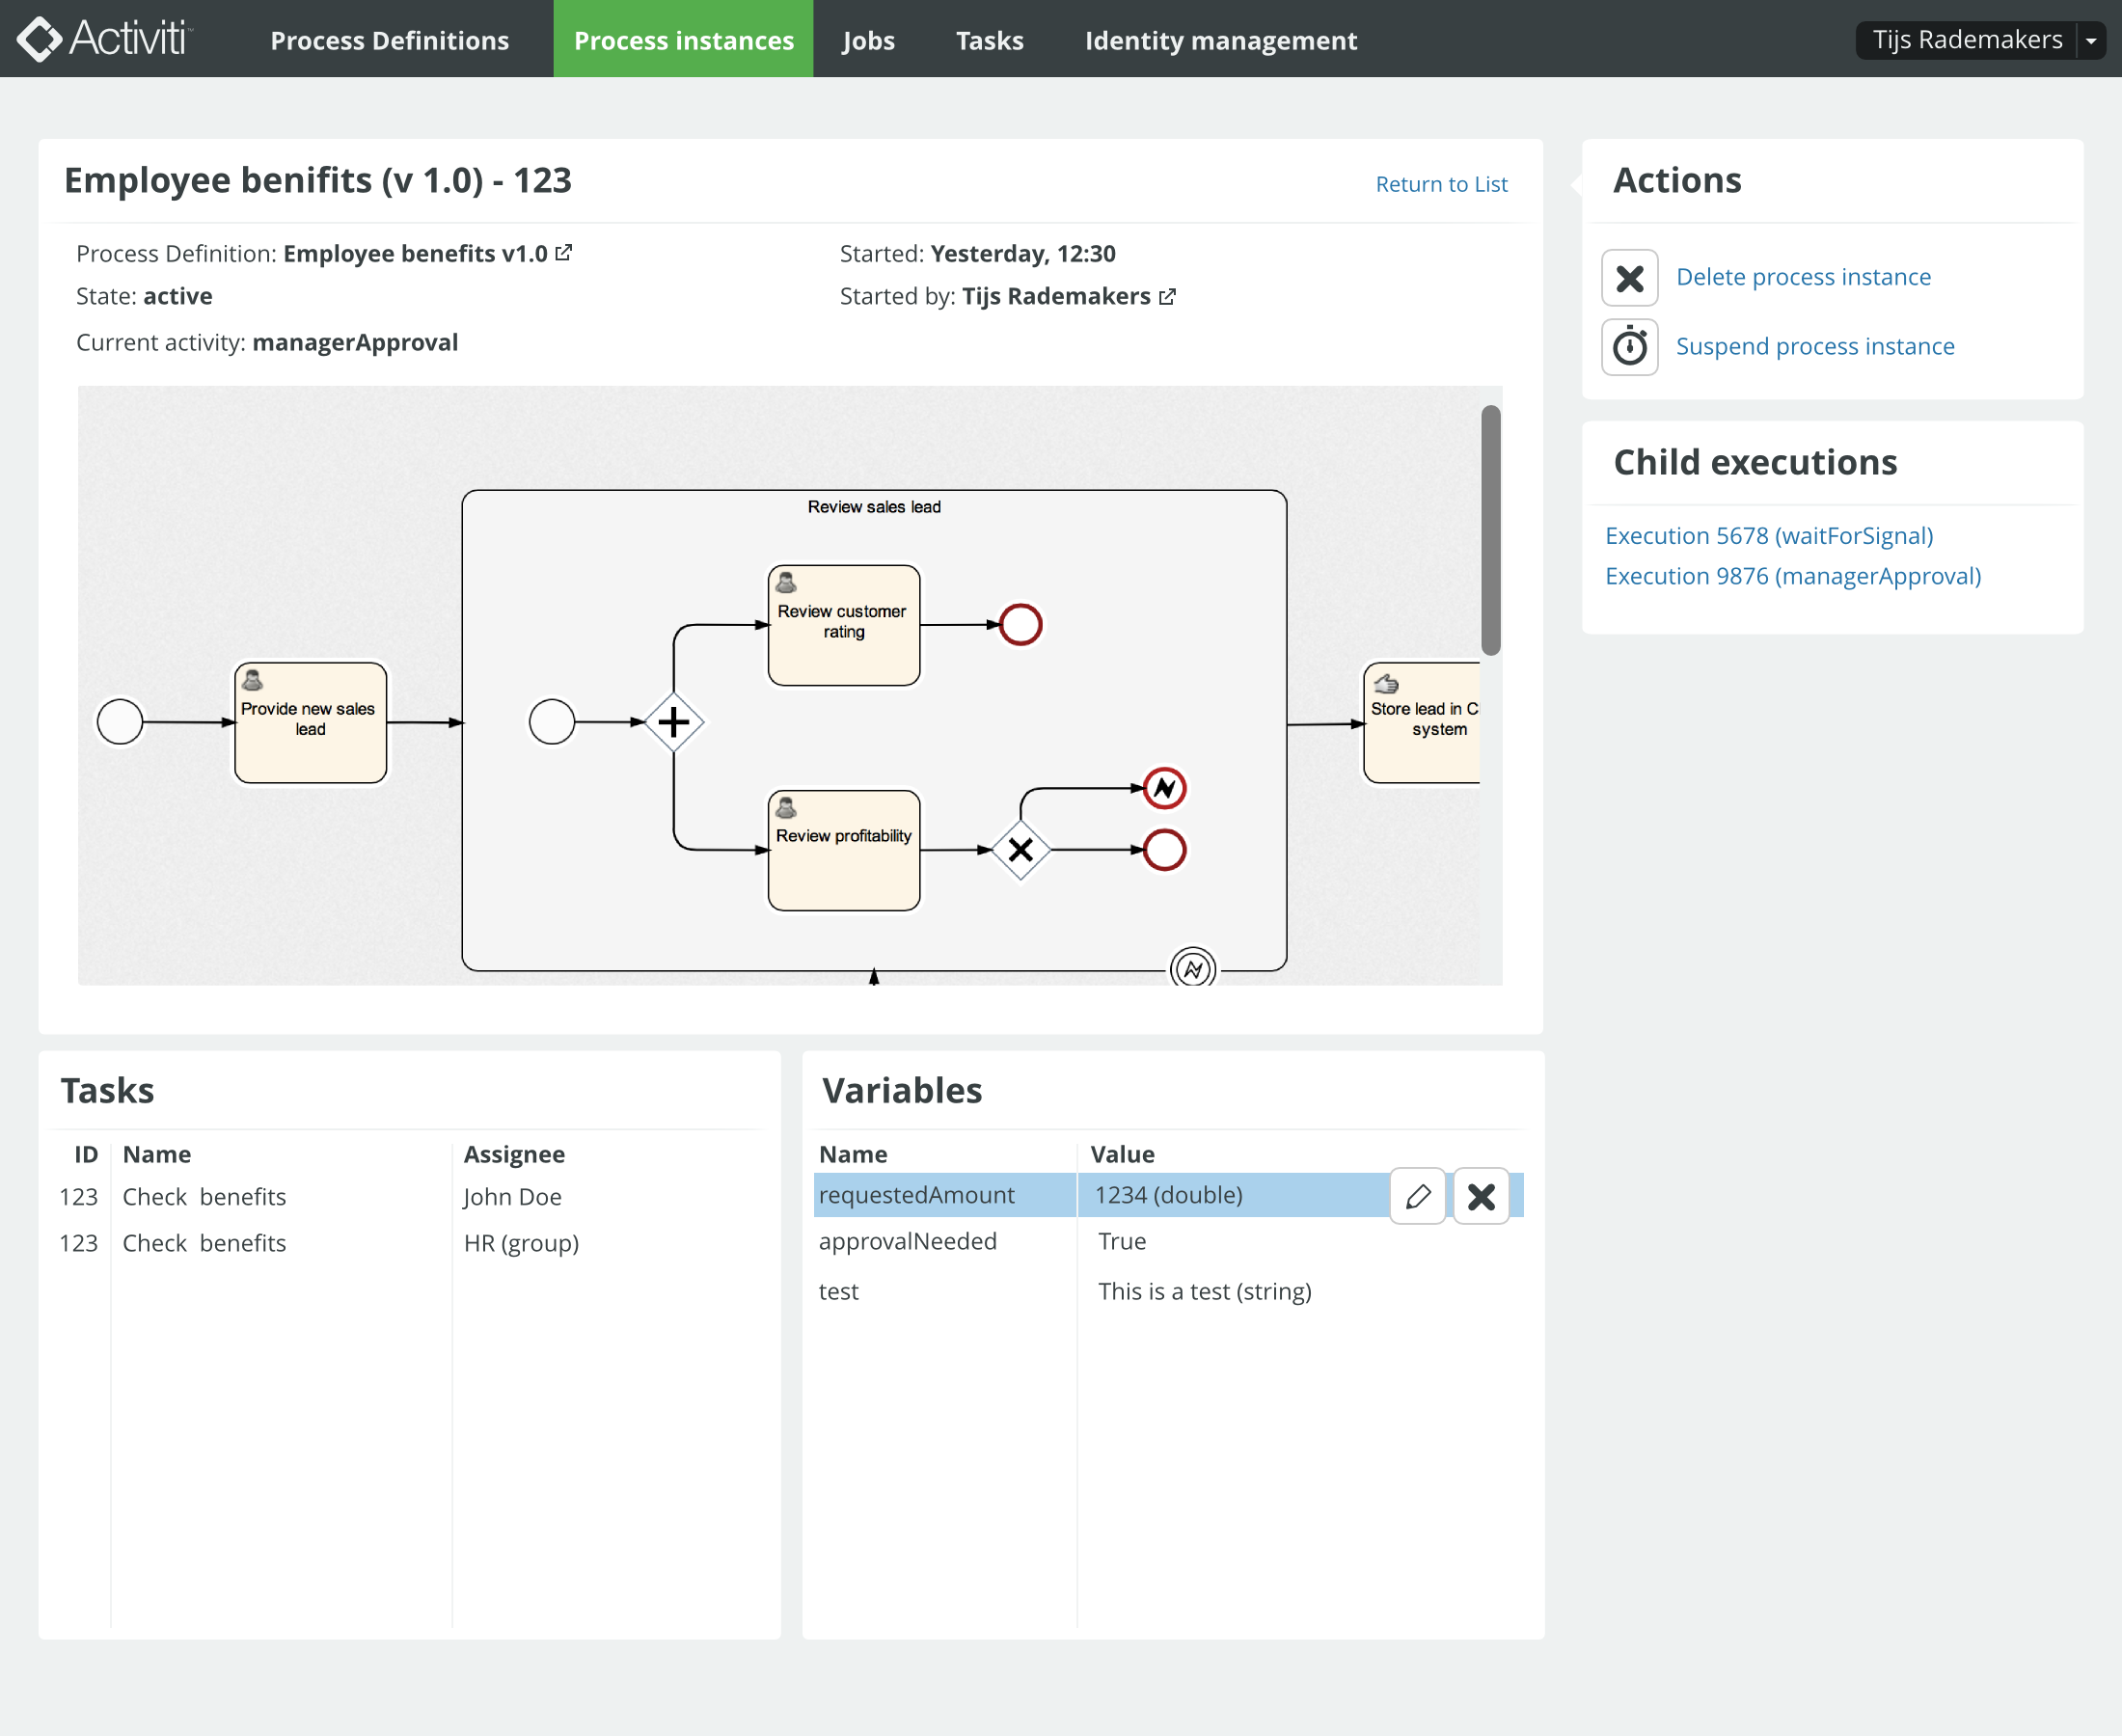 Activiti™
Process Definitions
Process instances
Jobs
Tasks
Identity management
Tijs Rademakers
Employee benifits (v 1.0) - 123
Return to List
Process Definition: Employee benefits v1.0
Started: Yesterday, 12:30
State: active
Started by: Tijs Rademakers
Current activity: managerApproval
Review sales lead
Review customer
rating
Provide new sales
lead
Store lead in C
system
Review profitability
Actions
Delete process instance
Suspend process instance
Child executions
Execution 5678 (waitForSignal)
Execution 9876 (managerApproval)
Tasks
ID Name Assignee
123 Check benefits John Doe
123 Check benefits HR (group)
Variables
Name Value
requestedAmount 1234 (double)
approvalNeeded True
test This is a test (string)